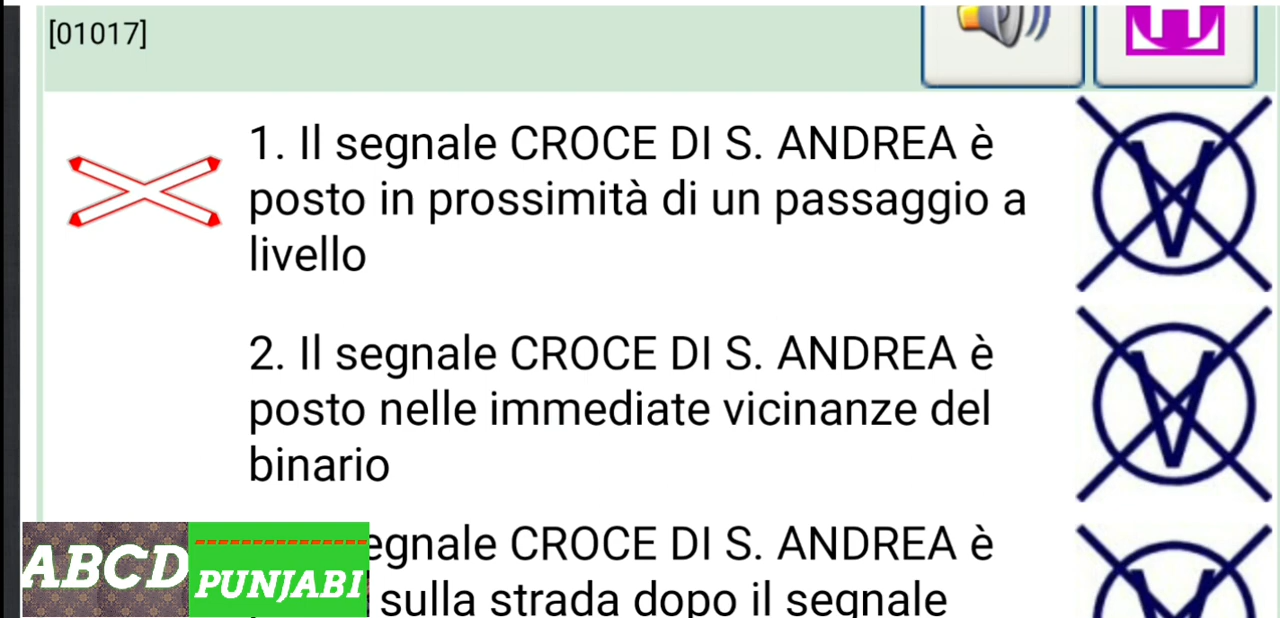 [01017]
1. Il segnale CROCE DI S. ANDREA è
posto in prossimità di un passaggio a
livello
V
2. Il segnale CROCE DI S. ANDREA è
posto nelle immediate vicinanze del
binario
V
egnale CROCE DI S. ANDREA è
sulla strada dopo il segnale
V
ABCD PUNJABI